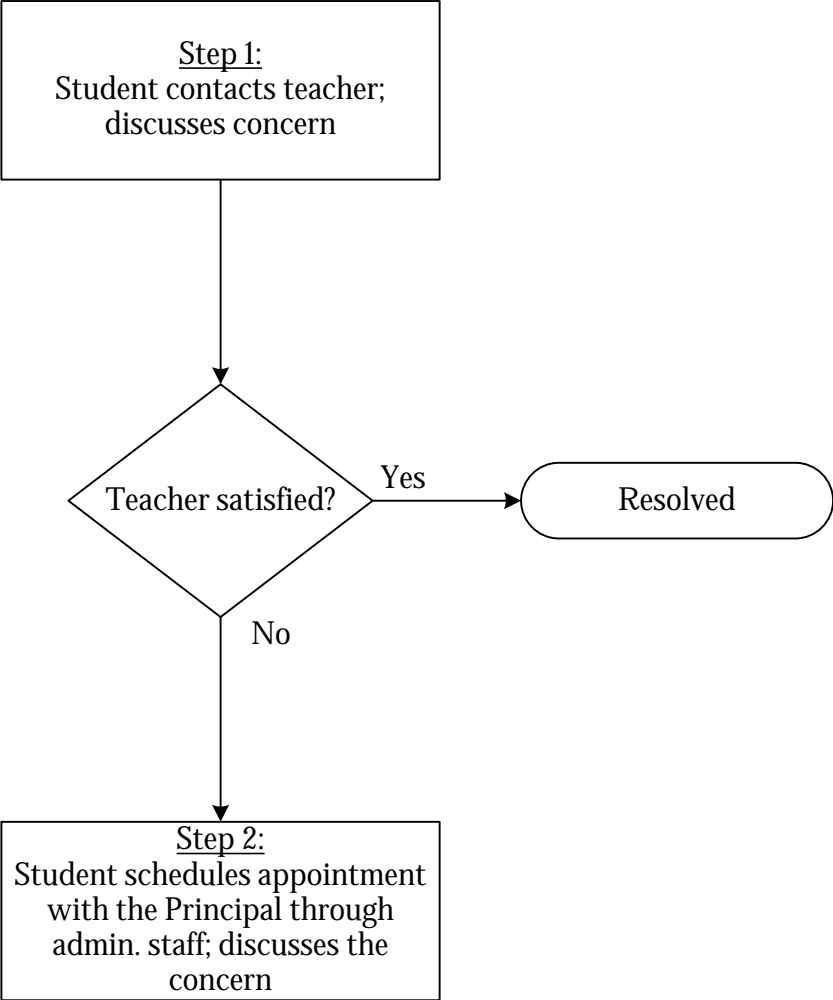 Step 1:
Student contacts teacher;
discusses concern
Teacher satisfied?
Yes
Resolved
No
Step 2:
Student schedules appointment
with the Principal through
admin. staff; discusses the
concern